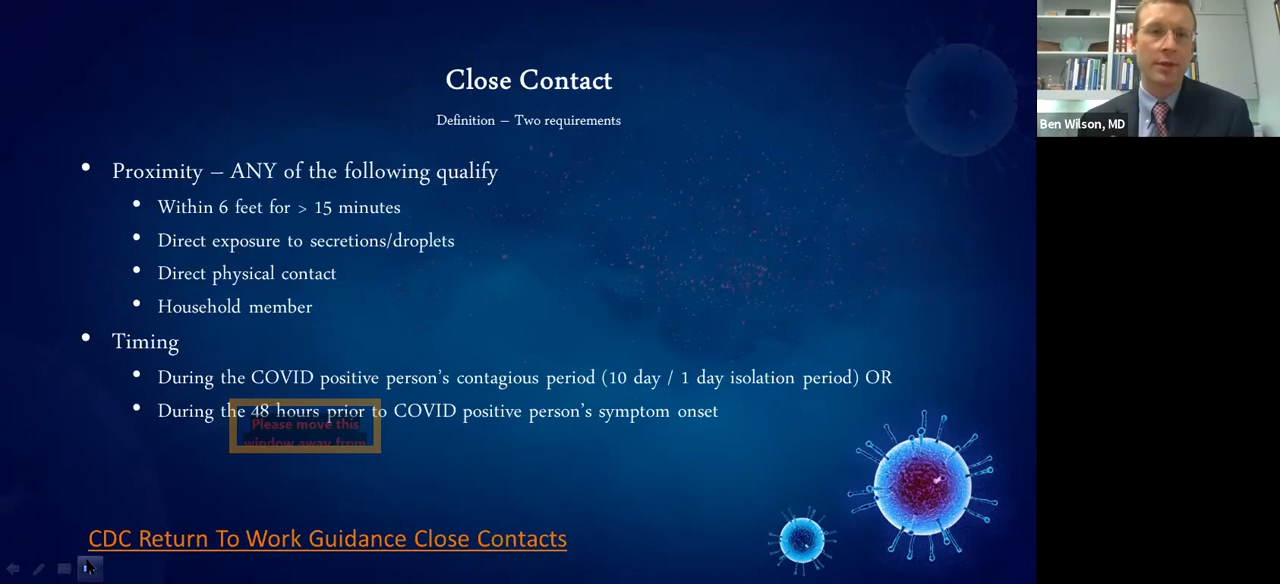 Close Contact
Definition – Two requirements
• Proximity – ANY of the following qualify
• Within 6 feet for > 15 minutes
• Direct exposure to secretions/droplets
• Direct physical contact
• Household member
• Timing
• During the COVID positive person's contagious period (10 day / 1 day isolation period) OR
• During the 48 hours prior to COVID positive person's symptom onset
Please move this
window away from
CDC Return To Work Guidance Close Contacts
Ben Wilson, MD